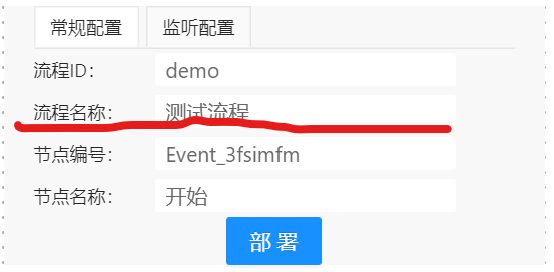 常规配置 监听配置
流程ID： demo
流程名称： 测试流程
节点编号： Event_3fsimfm
节点名称： 开始
部 署